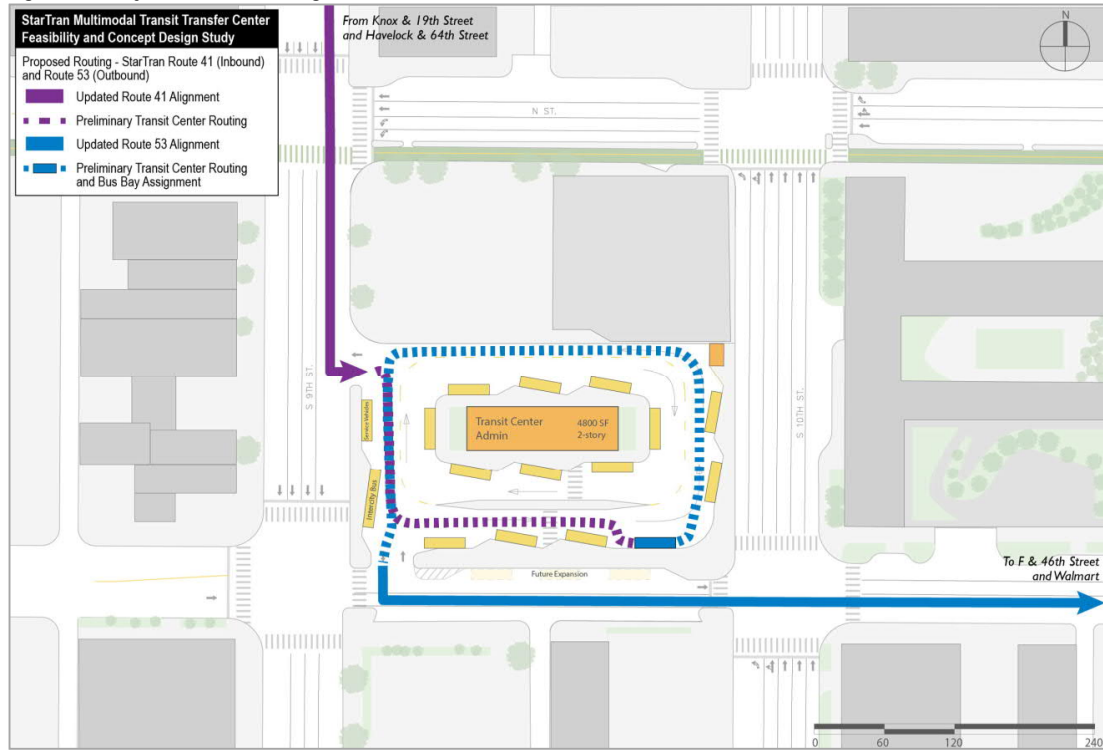 StarTran Multimodal Transit Transfer Center
Feasibility and Concept Design Study
Proposed Routing - StarTran Route 41 (Inbound)
and Route 53 (Outbound)
Updated Route 41 Alignment
Preliminary Transit Center Routing
Updated Route 53 Alignment
Preliminary Transit Center Routing
and Bus Bay Assignment
From Knox & 19th Street
and Havelock & 64th Street
N
N ST.
S 9TH ST.
S 10TH ST.
Service Vehicles
Intercity Bus
Transit Center
Admin
4800 SF
2-story
Future Expansion
To F & 46th Street
and Walmart
0 60 120 240